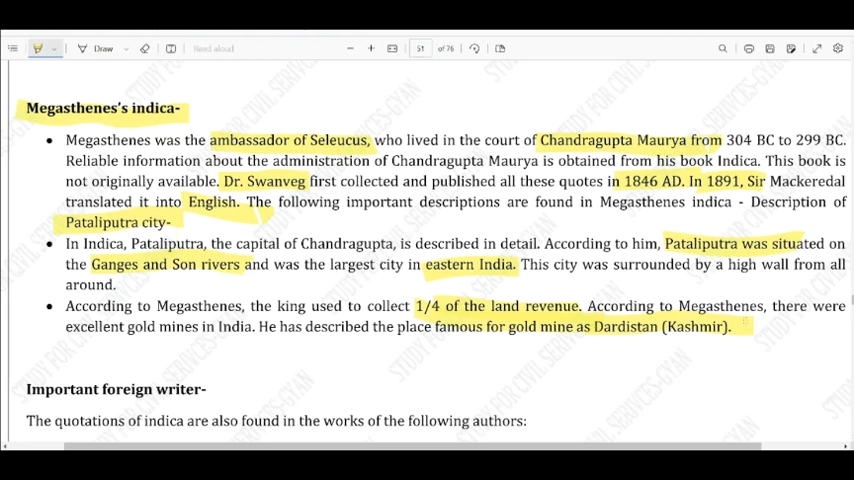 Draw
Read aloud
51
of 76
Megasthenes's indica-
• Megasthenes was the ambassador of Seleucus, who lived in the court of Chandragupta Maurya from 304 BC to 299 BC.
Reliable information about the administration of Chandragupta Maurya is obtained from his book Indica. This book is
not originally available. Dr. Swanveg first collected and published all these quotes in 1846 AD. In 1891, Sir Mackeredal
translated it into English. The following important descriptions are found in Megasthenes indica - Description of
Pataliputra city-
• In Indica, Pataliputra, the capital of Chandragupta, is described in detail. According to him, Pataliputra was situated on
the Ganges and Son rivers and was the largest city in eastern India. This city was surrounded by a high wall from all
around.
• According to Megasthenes, the king used to collect 1/4 of the land revenue. According to Megasthenes, there were
excellent gold mines in India. He has described the place famous for gold mine as Dardistan (Kashmir).
Important foreign writer-
The quotations of indica are also found in the works of the following authors:
STUDY FOR CIVIL SERIVCES-GYAN